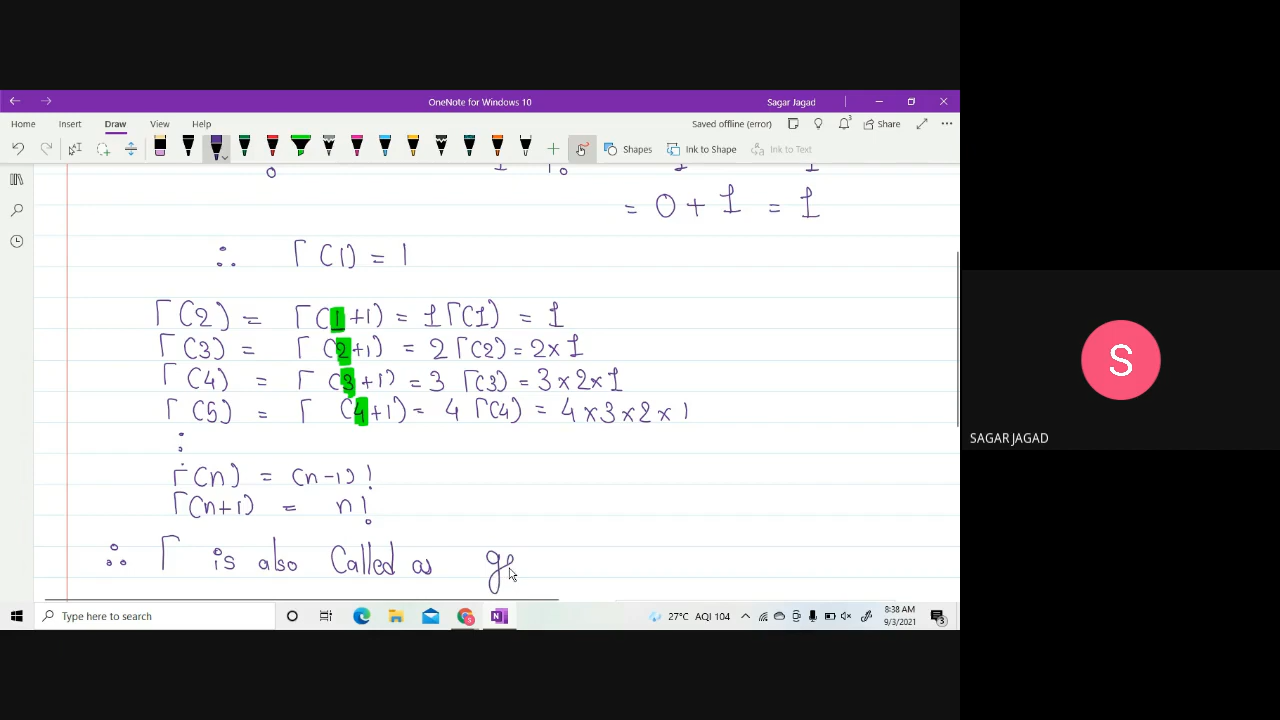 OneNote for Windows 10
Sagar Jagad
Home Insert Draw View Help
Saved offline (error) 3 Share
Shapes Ink to Shape Ink to Text
= 0 + 1 = 1
∴ Γ(1) = 1
Γ(2) = Γ(1+1) = 1 Γ(1) = 1
Γ(3) = Γ(2+1) = 2 Γ(2) = 2×1
Γ(4) = Γ(3+1) = 3 Γ(3) = 3×2×1
Γ(5) = Γ(4+1) = 4 Γ(4) = 4×3×2×1
⋮
Γ(n) = (n-1)!
Γ(n+1) = n!
∴ Γ is also Called as ge
S
SAGAR JAGAD
Type here to search
27°C AQI 104
8:38 AM
9/3/2021
3